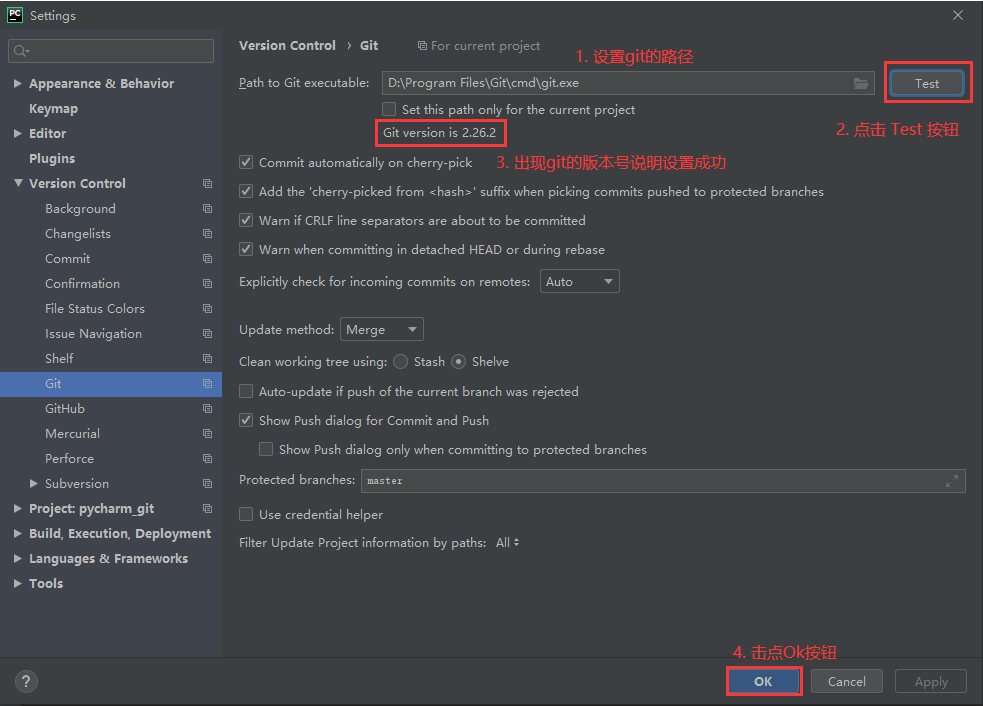 PC Settings
Version Control › Git For current project
1. 设置git的路径
Appearance & Behavior
Path to Git executable: D:\Program Files\Git\cmd\git.exe Test
Keymap
Set this path only for the current project
Editor
Git version is 2.26.2
2. 点击 Test 按钮
Plugins
Commit automatically on cherry-pick
3. 出现git的版本号说明设置成功
Version Control
Add the 'cherry-picked from <hash>' suffix when picking commits pushed to protected branches
Background
Warn if CRLF line separators are about to be committed
Changelists
Warn when committing in detached HEAD or during rebase
Commit
Confirmation
Explicitly check for incoming commits on remotes: Auto
File Status Colors
Issue Navigation
Update method: Merge
Shelf
Clean working tree using: Stash Shelve
Git
Auto-update if push of the current branch was rejected
GitHub
Show Push dialog for Commit and Push
Mercurial
Show Push dialog only when committing to protected branches
Perforce
Subversion
Protected branches: master
Project: pycharm_git
Use credential helper
Build, Execution, Deployment
Filter Update Project information by paths: All
Languages & Frameworks
Tools
4. 击点Ok按钮
? OK Cancel Apply